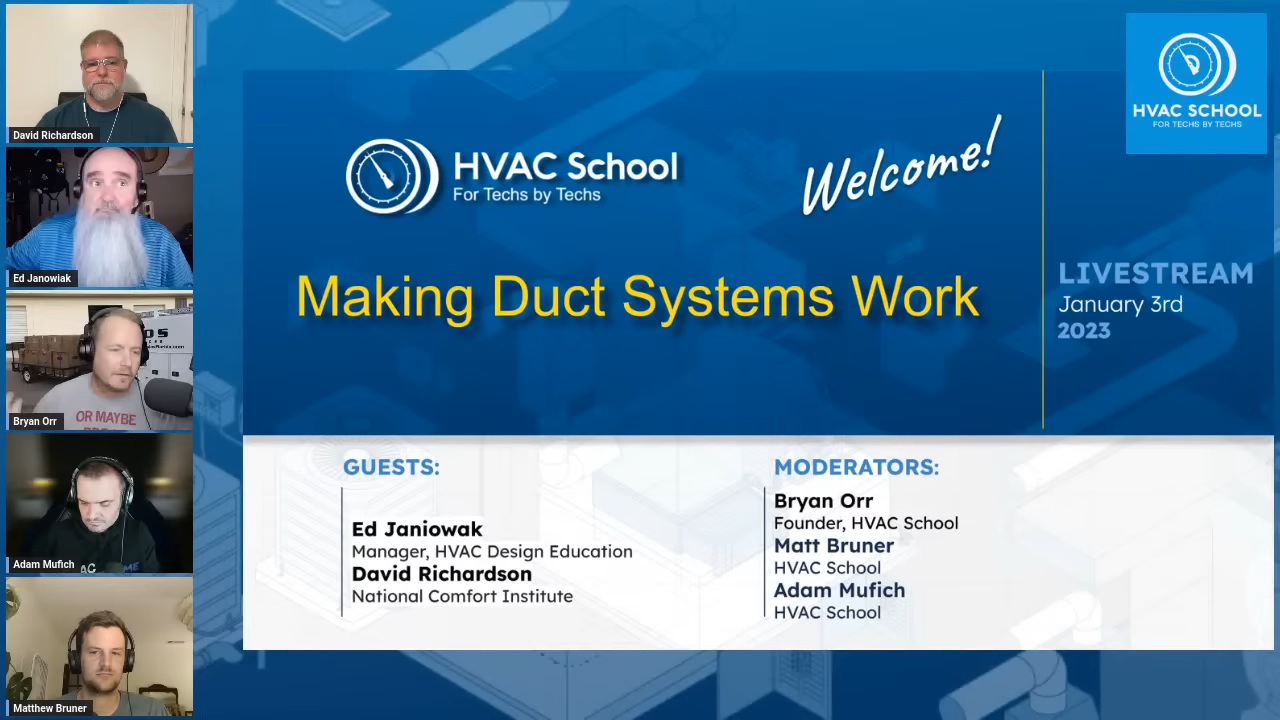 David Richardson
Ed Janowiak
OR MAYBE
Bryan Orr
Adam Mufich
Matthew Bruner
HVAC School
For Techs by Techs
Welcome!
Making Duct Systems Work
HVAC SCHOOL
FOR TECHS BY TECHS
LIVESTREAM
January 3rd
2023
GUESTS:
Ed Janiowak
Manager, HVAC Design Education
David Richardson
National Comfort Institute
MODERATORS:
Bryan Orr
Founder, HVAC School
Matt Bruner
HVAC School
Adam Mufich
HVAC School